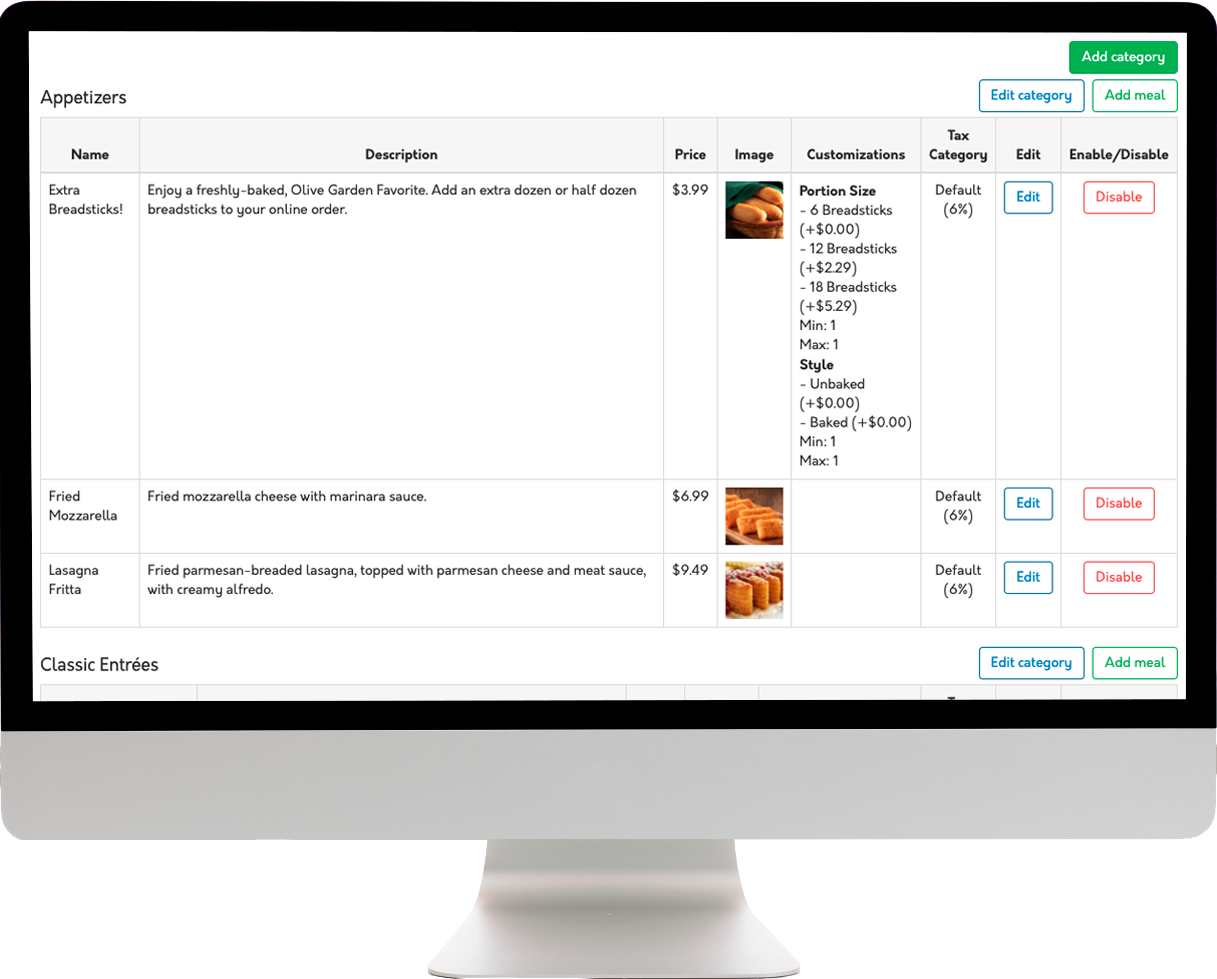 Add category
Appetizers
Edit category
Add meal
Name
Description
Price
Image
Customizations
Tax
Category
Edit
Enable/Disable
Extra
Breadsticks!
Enjoy a freshly-baked, Olive Garden Favorite. Add an extra dozen or half dozen
breadsticks to your online order.
$3.99
Portion Size
- 6 Breadsticks
(+$0.00)
- 12 Breadsticks
(+$2.29)
- 18 Breadsticks
(+$5.29)
Min: 1
Max: 1
Style
- Unbaked
(+$0.00)
- Baked (+$0.00)
Min: 1
Max: 1
Default
(6%)
Edit
Disable
Fried
Mozzarella
Fried mozzarella cheese with marinara sauce.
$6.99
Default
(6%)
Edit
Disable
Lasagna
Fritta
Fried parmesan-breaded lasagna, topped with parmesan cheese and meat sauce,
with creamy alfredo.
$9.49
Default
(6%)
Edit
Disable
Classic Entrées
Edit category
Add meal